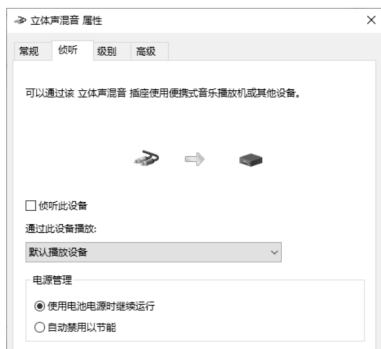 立体声混音 属性
常规 侦听 级别 高级
可以通过该 立体声混音 插座使用便携式音乐播放机或其他设备。
侦听此设备
通过此设备播放:
默认播放设备
电源管理
使用电池电源时继续运行
自动禁用以节能